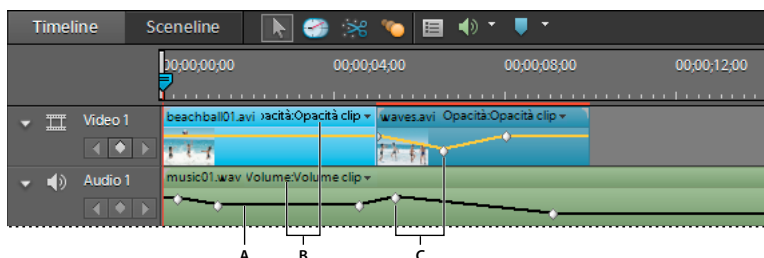 Timeline Sceneline
00;00;00;00 00;00;04;00 00;00;08;00 00;00;12;00
Video 1 beachball01.avi acità:Opacità clip waves.avi Opacità:Opacità clip
Audio 1 music01.wav Volume:Volume clip
A B C